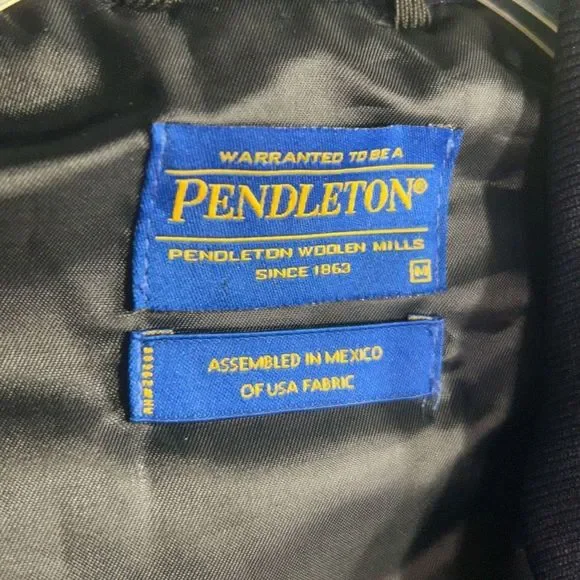 WARRANTED TO BE A
PENDLETON®
PENDLETON WOOLEN MILLS
SINCE 1863
M
ASSEMBLED IN MEXICO
OF USA FABRIC